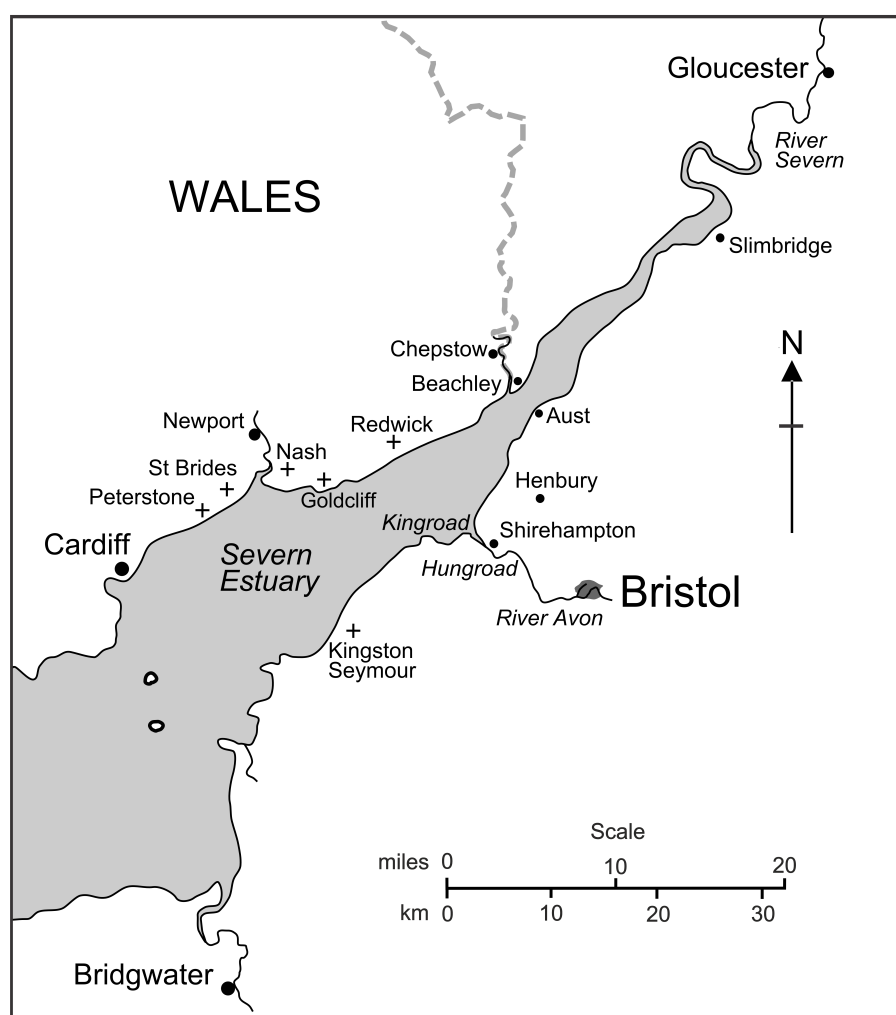 Gloucester
River
Severn
WALES
Slimbridge
N
Chepstow
Beachley
Aust
Redwick
Newport
Nash
St Brides
Goldcliff
Peterstone
Henbury
Kingroad
Shirehampton
Cardiff
Severn
Estuary
Hungroad
Bristol
River Avon
Kingston
Seymour
Scale
miles 0 10 20
km 0 10 20 30
Bridgwater